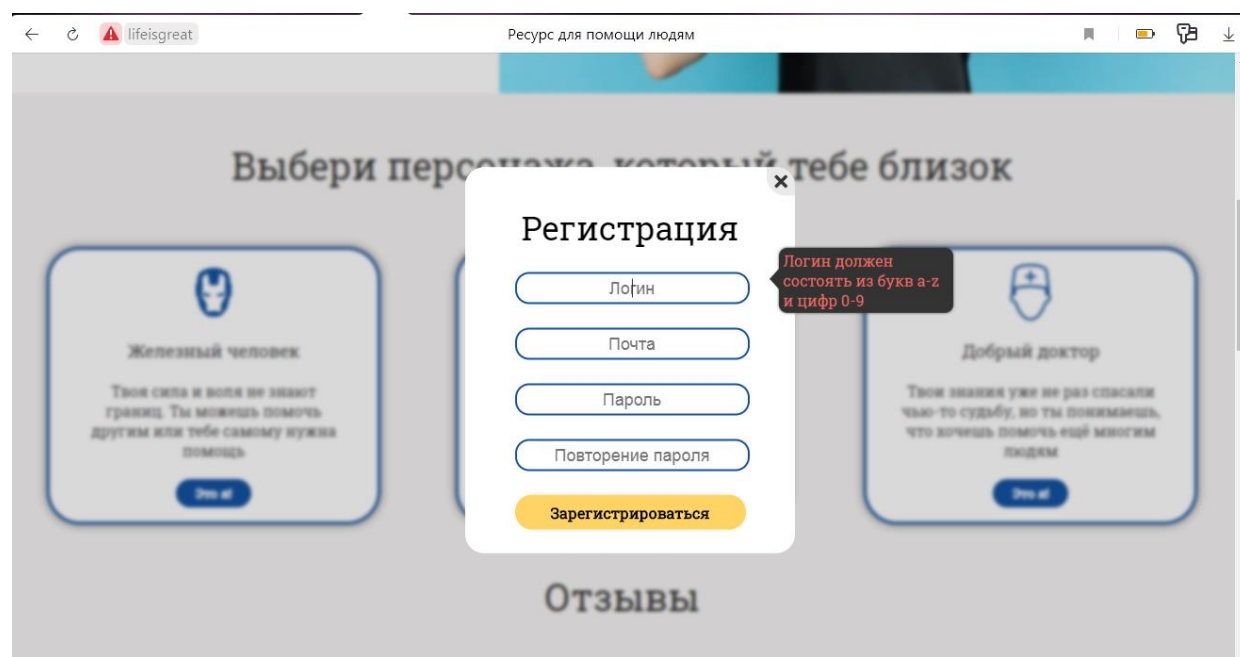 lifeisgreat
Ресурс для помощи людям
Выбери персонажа, который тебе близок
Регистрация
Логин
Логин должен
состоять из букв a-z
и цифр 0-9
Почта
Пароль
Повторение пароля
Зарегистрироваться
Железный человек
Твоя сила и воля не знают
границ. Ты можешь помочь
другим или тебе самому нужна
помощь
Это я!
Добрый доктор
Твои знания уже не раз спасали
чью-то судьбу, но ты понимаешь,
что хочешь помочь ещё многим
людям
Это я!
Отзывы